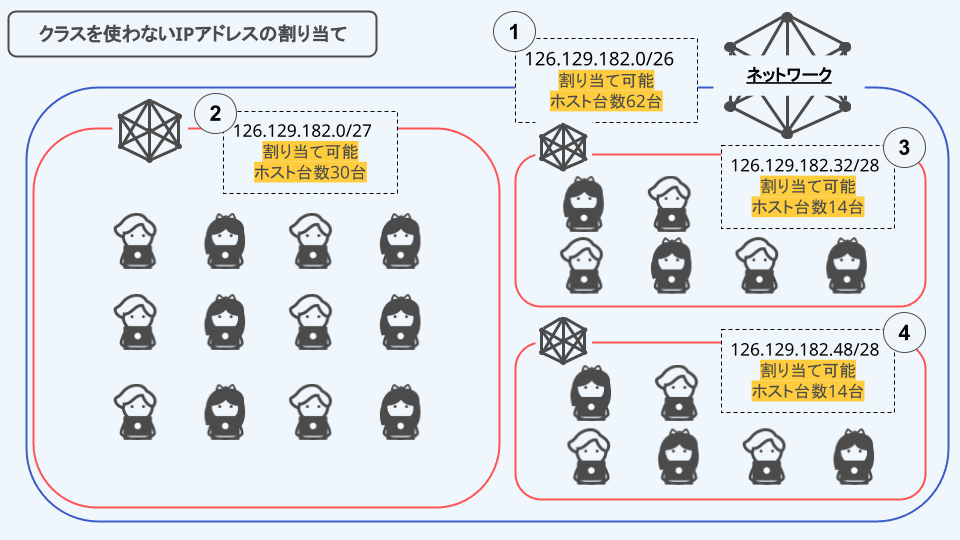 クラスを使わないIPアドレスの割り当て
1
126.129.182.0/26
割り当て可能
ホスト台数62台
ネットワーク
2
126.129.182.0/27
割り当て可能
ホスト台数30台
3
126.129.182.32/28
割り当て可能
ホスト台数14台
4
126.129.182.48/28
割り当て可能
ホスト台数14台